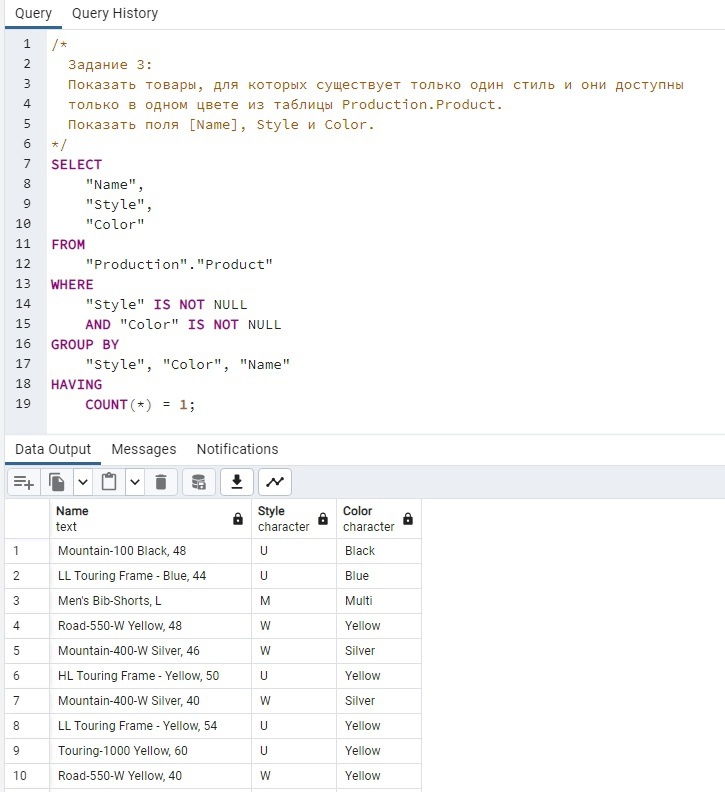 Query Query History
1 /*
2 Задание 3:
3 Показать товары, для которых существует только один стиль и они доступны
4 только в одном цвете из таблицы Production.Product.
5 Показать поля [Name], Style и Color.
6 */
7 SELECT
8 "Name",
9 "Style",
10 "Color"
11 FROM
12 "Production"."Product"
13 WHERE
14 "Style" IS NOT NULL
15 AND "Color" IS NOT NULL
16 GROUP BY
17 "Style", "Color", "Name"
18 HAVING
19 COUNT(*) = 1;
Data Output Messages Notifications
Name Style Color
text character character
1 Mountain-100 Black, 48 U Black
2 LL Touring Frame - Blue, 44 U Blue
3 Men's Bib-Shorts, L M Multi
4 Road-550-W Yellow, 48 W Yellow
5 Mountain-400-W Silver, 46 W Silver
6 HL Touring Frame - Yellow, 50 U Yellow
7 Mountain-400-W Silver, 40 W Silver
8 LL Touring Frame - Yellow, 54 U Yellow
9 Touring-1000 Yellow, 60 U Yellow
10 Road-550-W Yellow, 40 W Yellow